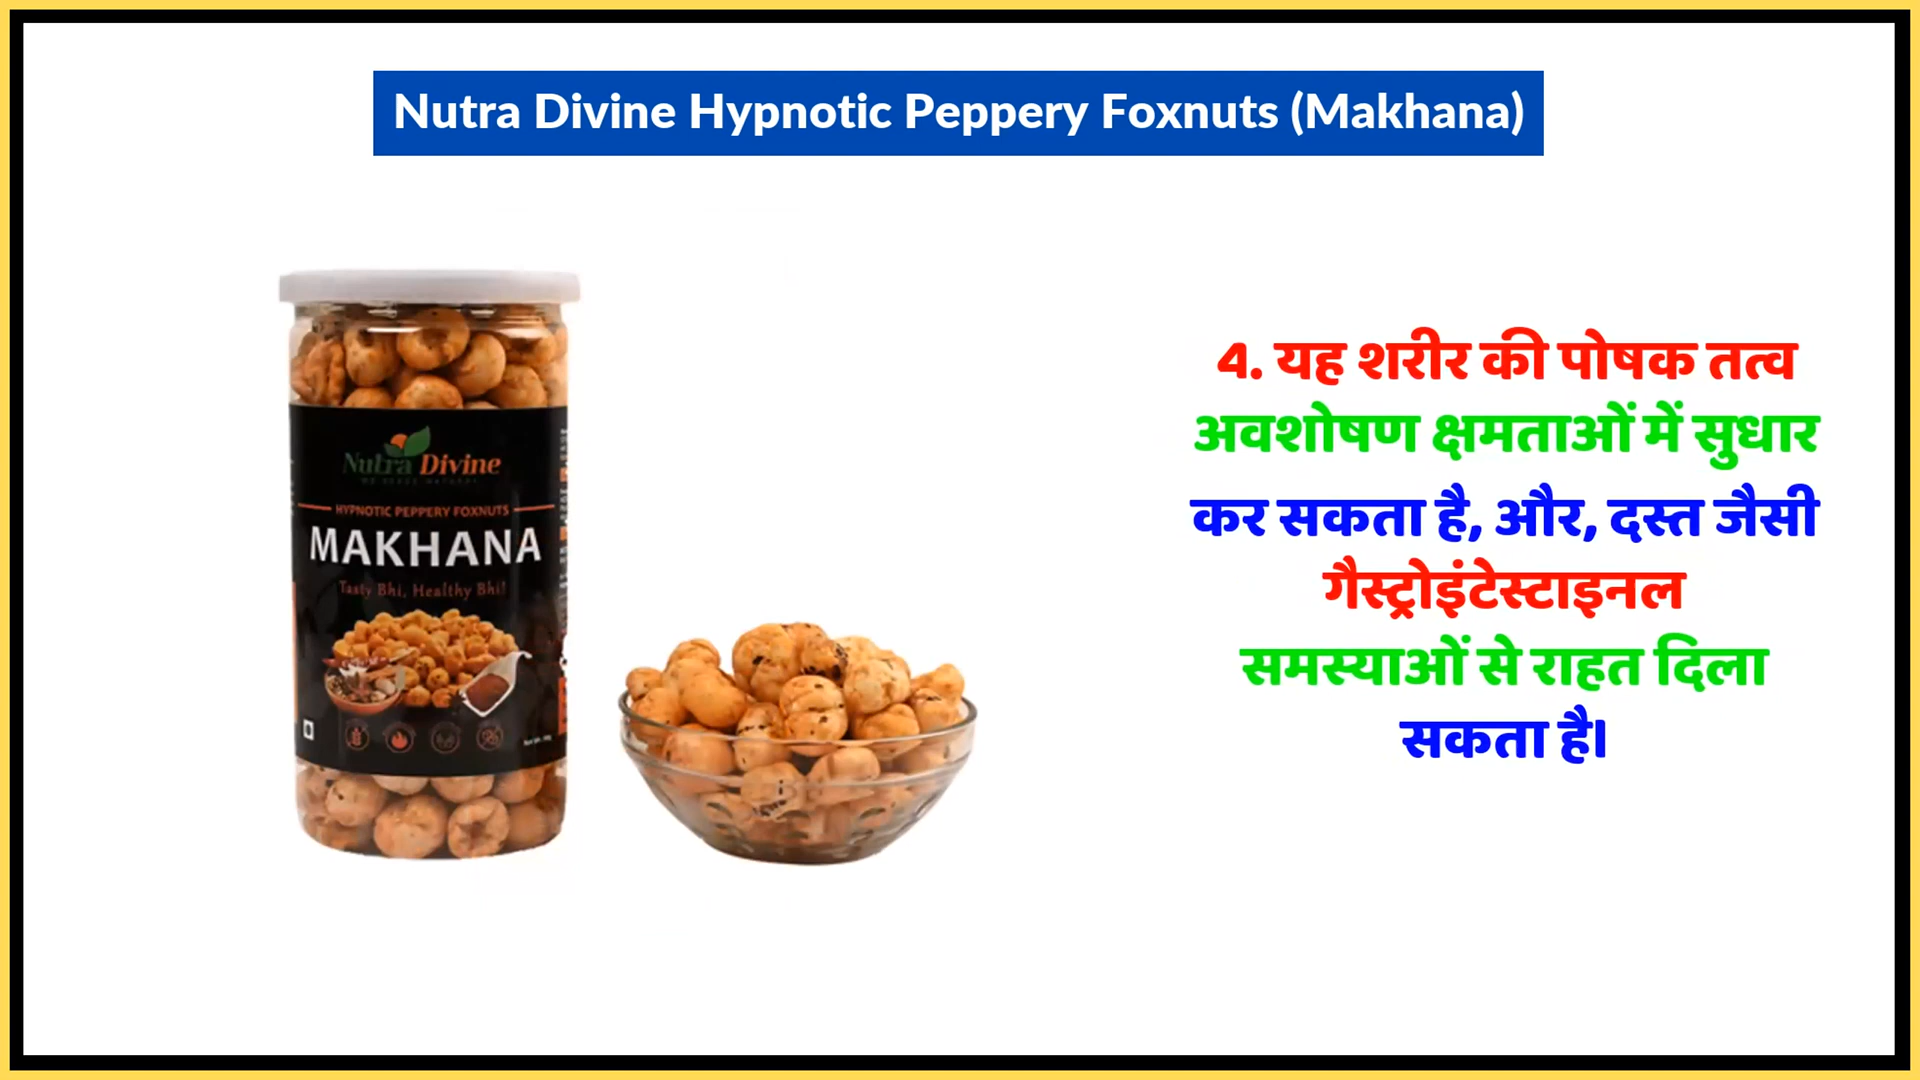 Nutra Divine Hypnotic Peppery Foxnuts (Makhana)
Nutra Divine
HYPNOTIC PEPPERY FOXNUTS
MAKHANA
Tasty Bhi, Healthy Bhi!
4. यह शरीर की पोषक तत्व
अवशोषण क्षमताओं में सुधार
कर सकता है, और, दस्त जैसी
गैस्ट्रोइंटेस्टाइनल
समस्याओं से राहत दिला
सकता है।